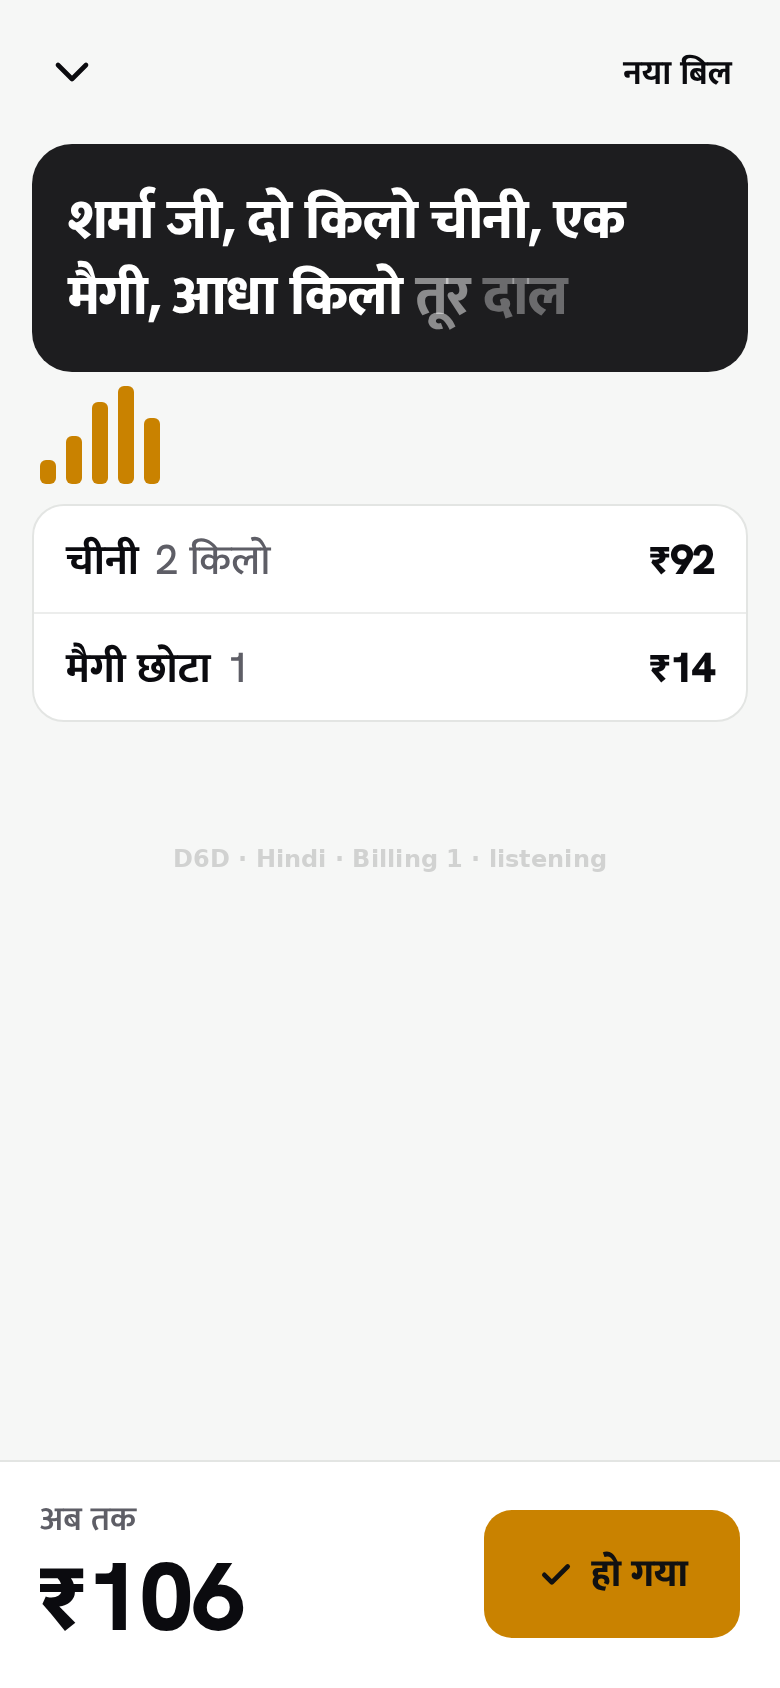 नया बिल
शर्मा जी, दो किलो चीनी, एक
मैगी, आधा किलो तूर दाल
चीनी 2 किलो ₹92
मैगी छोटा 1 ₹14
D6D · Hindi · Billing 1 · listening
अब तक
₹106
हो गया